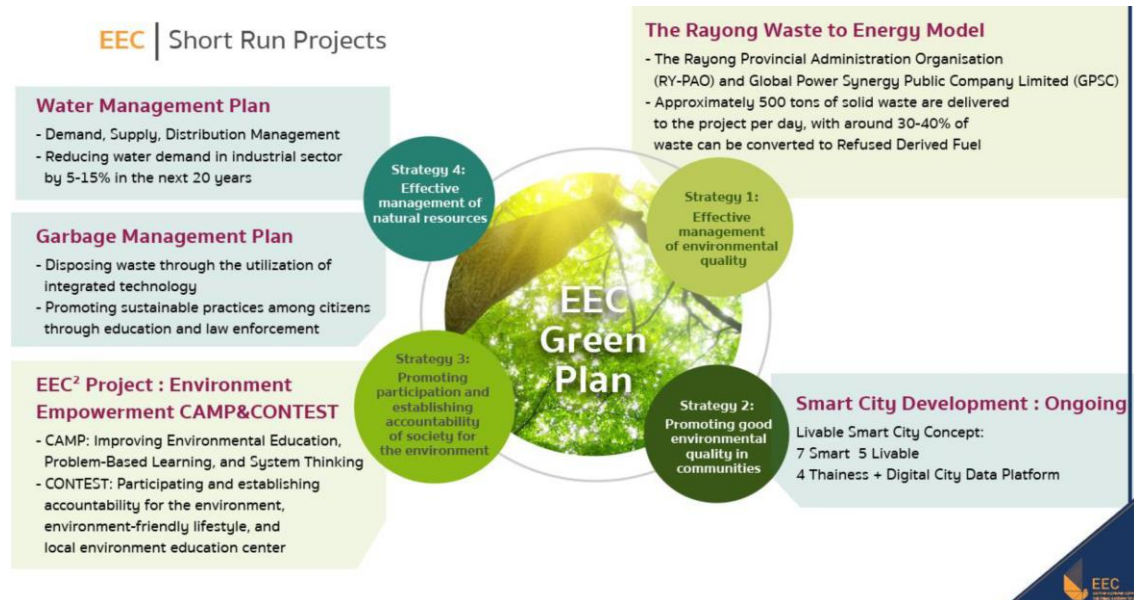 EEC | Short Run Projects
Water Management Plan
- Demand, Supply, Distribution Management
- Reducing water demand in industrial sector
by 5-15% in the next 20 years
Garbage Management Plan
- Disposing waste through the utilization of
integrated technology
- Promoting sustainable practices among citizens
through education and law enforcement
EEC² Project : Environment
Empowerment CAMP&CONTEST
- CAMP: Improving Environmental Education,
Problem-Based Learning, and System Thinking
- CONTEST: Participating and establishing
accountability for the environment,
environment-friendly lifestyle, and
local environment education center
Strategy 4:
Effective
management of
natural resources
Strategy 3:
Promoting
participation and
establishing
accountability
of society for
the environment
EEC
Green
Plan
The Rayong Waste to Energy Model
- The Rayong Provincial Administration Organisation
(RY-PAO) and Global Power Synergy Public Company Limited (GPSC)
- Approximately 500 tons of solid waste are delivered
to the project per day, with around 30-40% of
waste can be converted to Refused Derived Fuel
Strategy 1:
Effective
management
of environmental
quality
Strategy 2:
Promoting good
environmental
quality in
communities
Smart City Development : Ongoing
Livable Smart City Concept:
7 Smart 5 Livable
4 Thainess + Digital City Data Platform
EEC